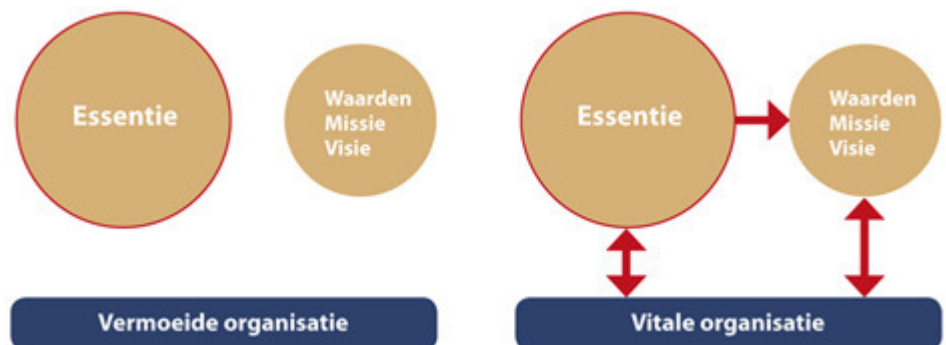 Essentie
Waarden
Missie
Visie
Vermoeide organisatie
Essentie
Waarden
Missie
Visie
Vitale organisatie